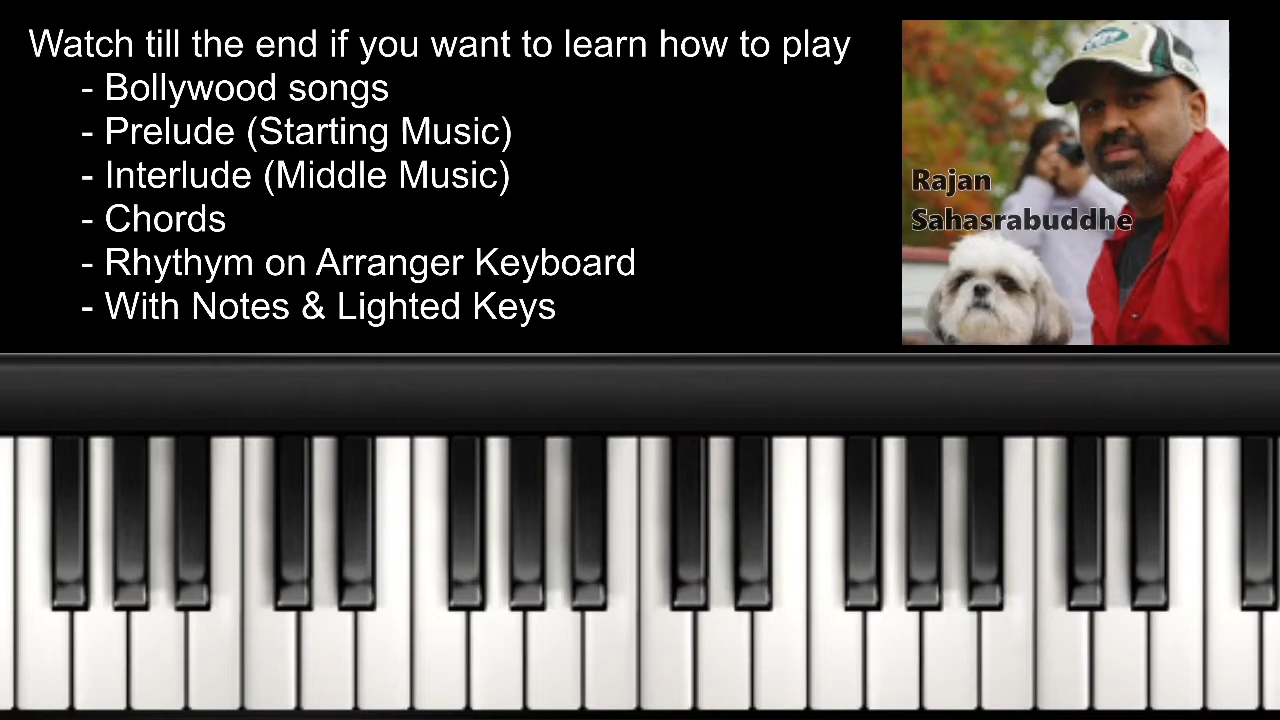 Watch till the end if you want to learn how to play
- Bollywood songs
- Prelude (Starting Music)
- Interlude (Middle Music)
- Chords
- Rhythym on Arranger Keyboard
- With Notes & Lighted Keys
Rajan
Sahasrabuddhe